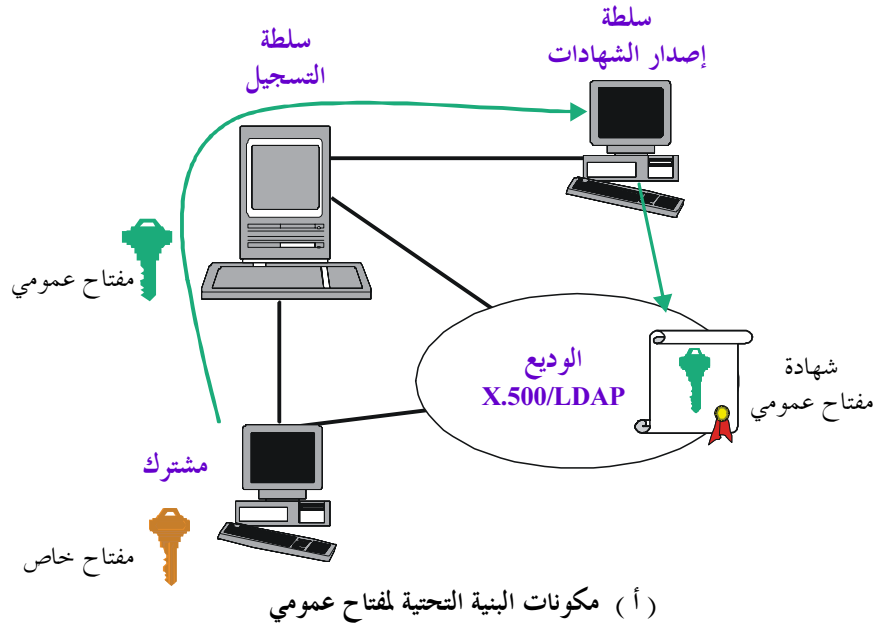 سلطة
إصدار الشهادات
سلطة
التسجيل
مفتاح عمومي
الوديع
X.500/LDAP
شهادة
مفتاح عمومي
مشترك
مفتاح خاص
( أ ) مكونات البنية التحتية لمفتاح عمومي